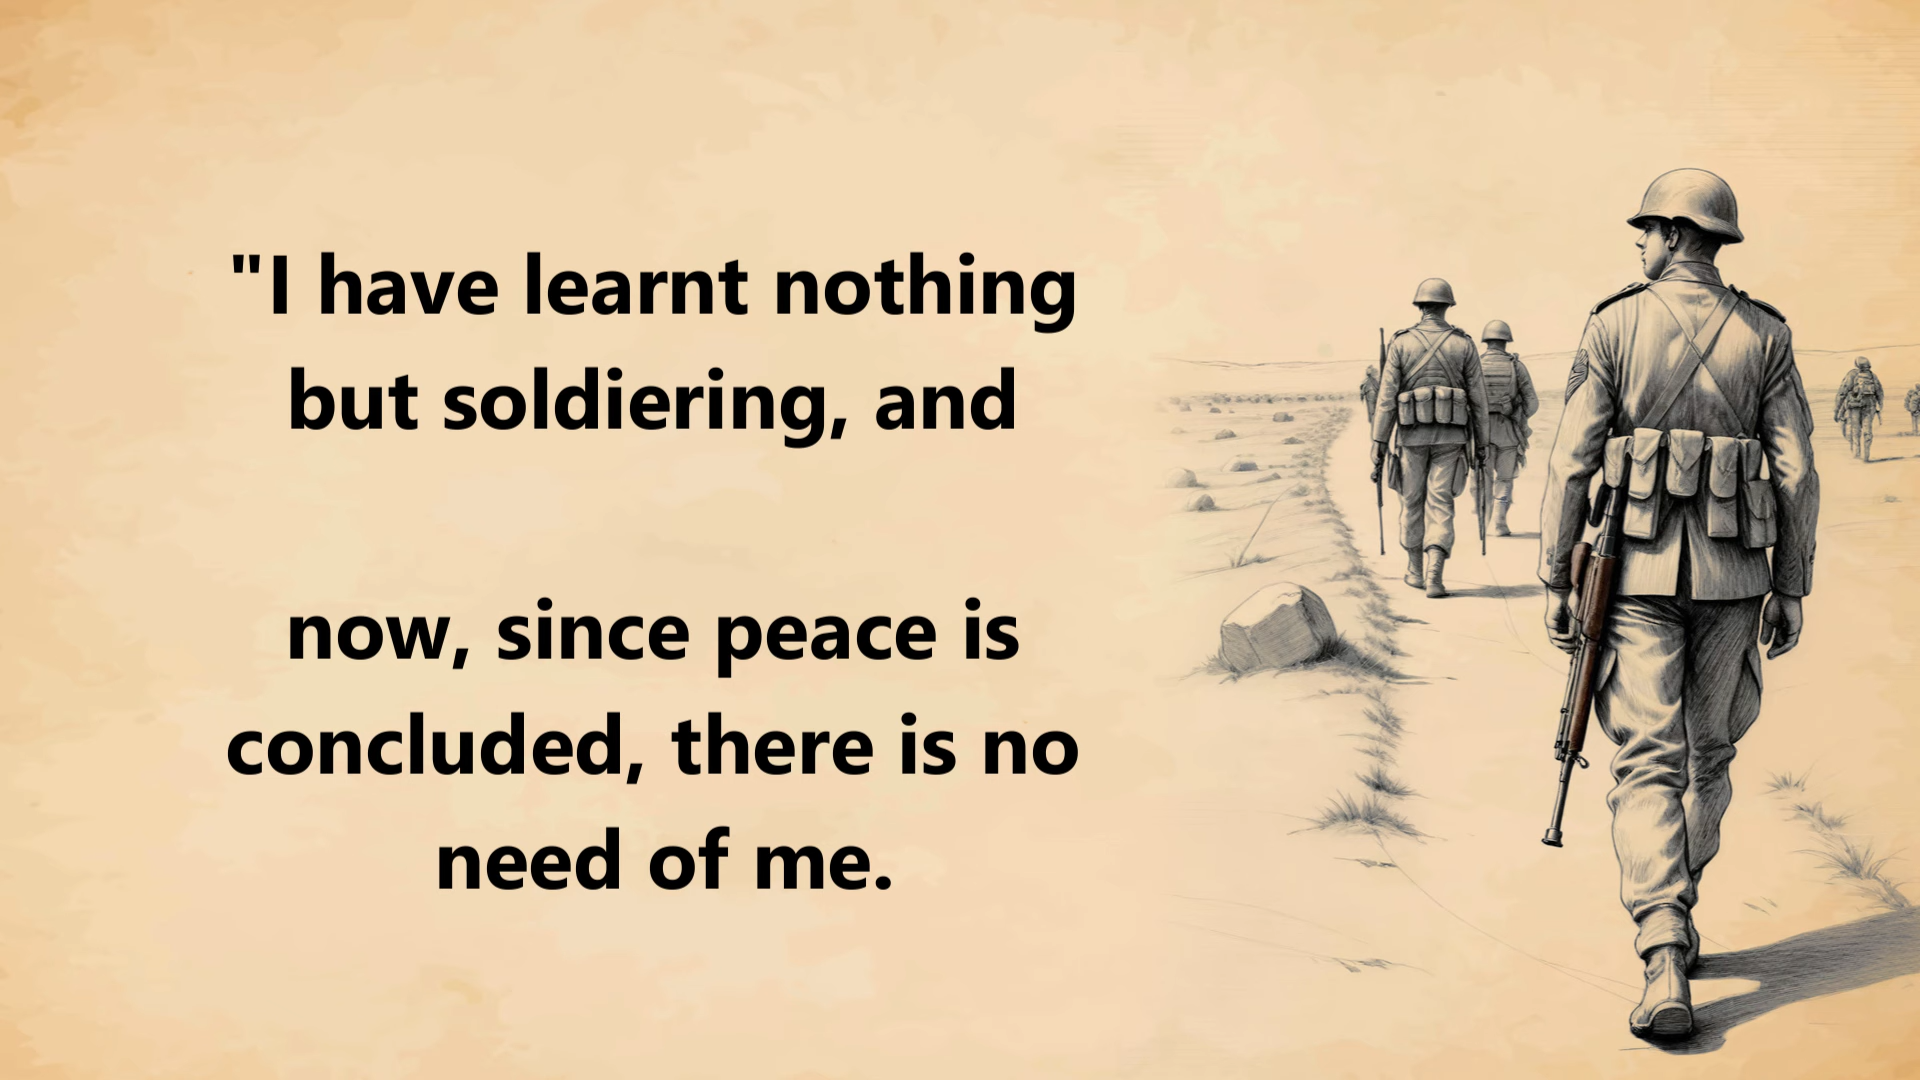 "I have learnt nothing
but soldiering, and
now, since peace is
concluded, there is no
need of me.